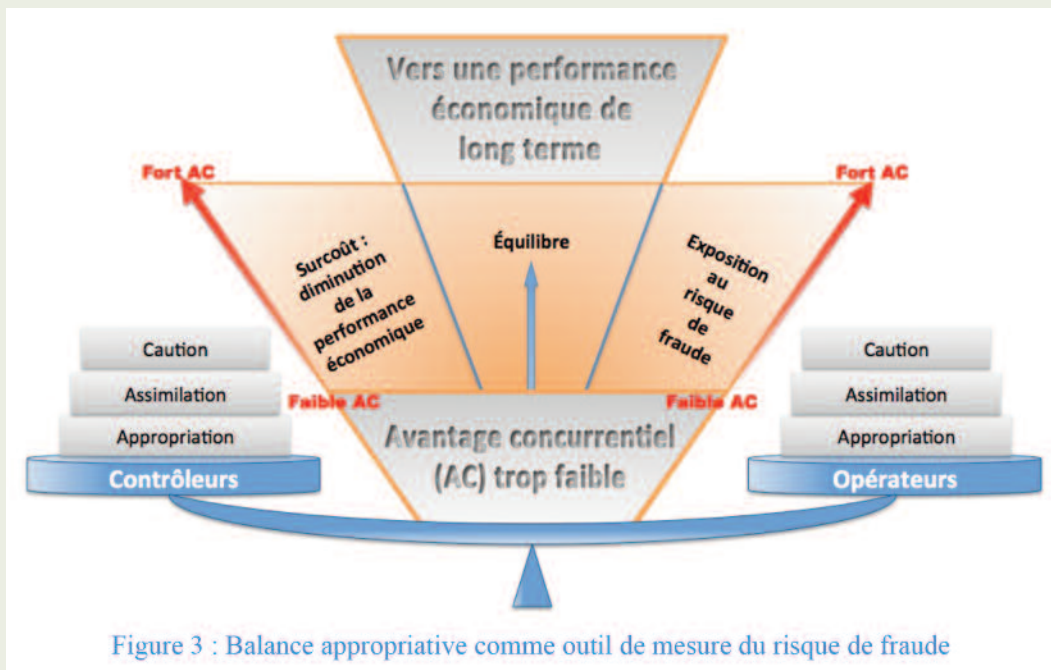 Vers une performance
économique de
long terme
Fort AC
Fort AC
Surcoût :
diminution
de la
performance
économique
Équilibre
Exposition
au
risque
de
fraude
Caution
Assimilation
Appropriation
Contrôleurs
Faible AC
Faible AC
Avantage concurrentiel
(AC) trop faible
Caution
Assimilation
Appropriation
Opérateurs
Figure 3 : Balance appropriative comme outil de mesure du risque de fraude